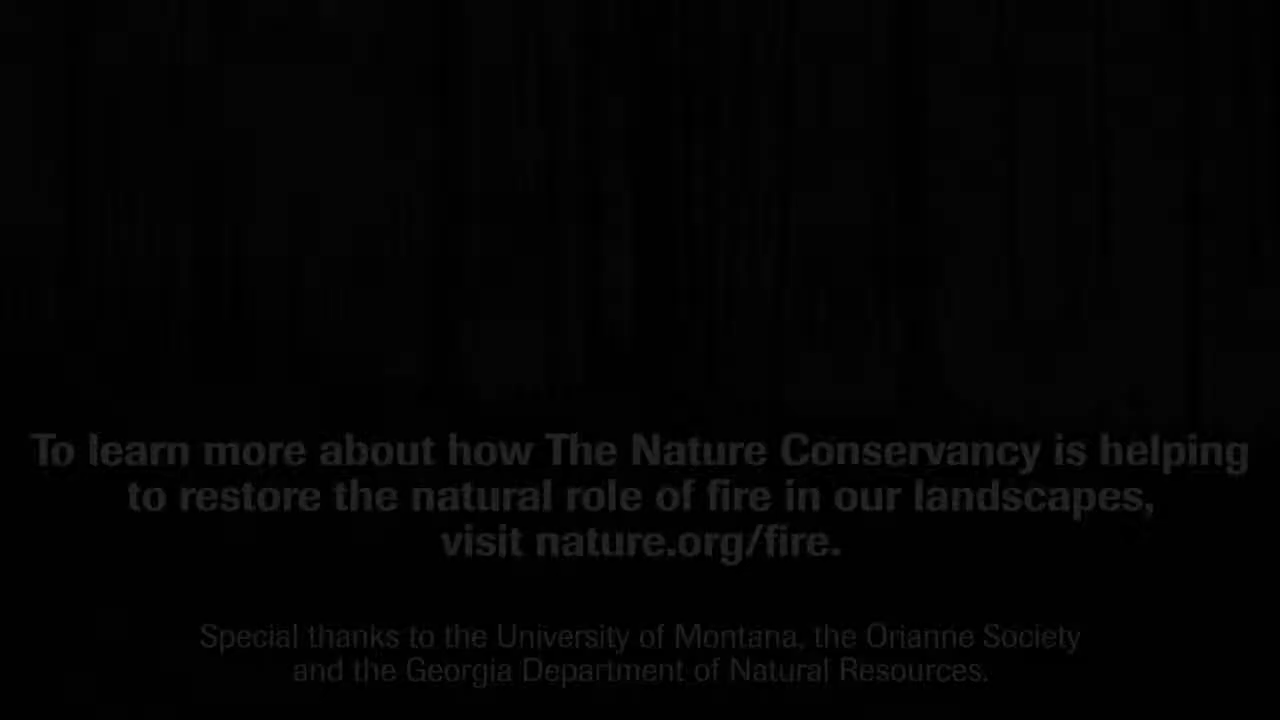 To learn more about how The Nature Conservancy is helping
to restore the natural role of fire in our landscapes,
visit nature.org/fire.
Special thanks to the University of Montana, the Orianne Society
and the Georgia Department of Natural Resources.